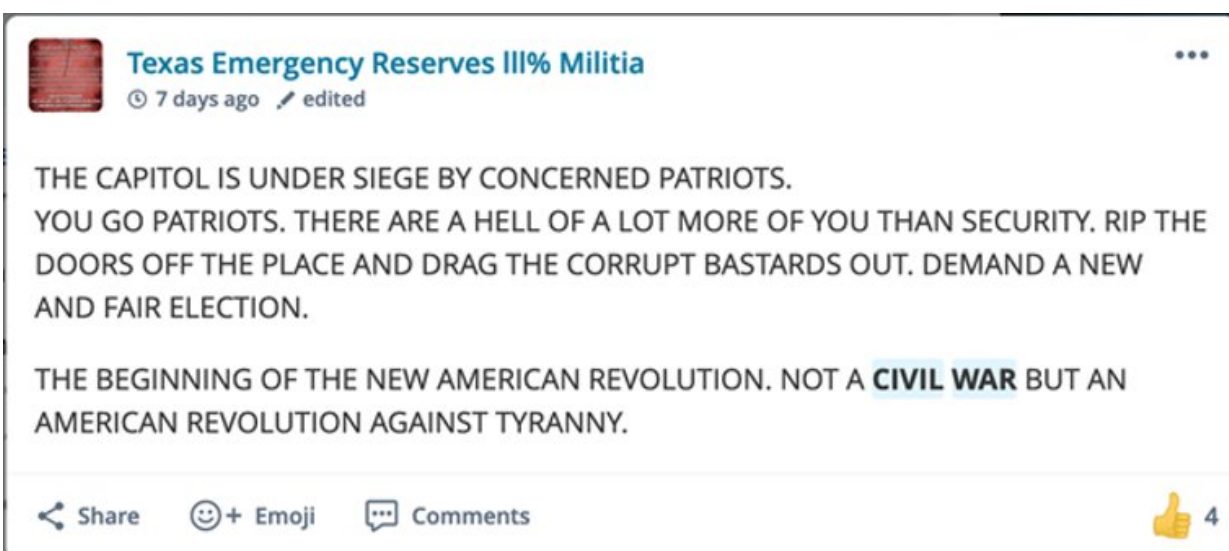 Texas Emergency Reserves lll% Militia
7 days ago edited
THE CAPITOL IS UNDER SIEGE BY CONCERNED PATRIOTS.
YOU GO PATRIOTS. THERE ARE A HELL OF A LOT MORE OF YOU THAN SECURITY. RIP THE
DOORS OFF THE PLACE AND DRAG THE CORRUPT BASTARDS OUT. DEMAND A NEW
AND FAIR ELECTION.
THE BEGINNING OF THE NEW AMERICAN REVOLUTION. NOT A CIVIL WAR BUT AN
AMERICAN REVOLUTION AGAINST TYRANNY.
Share Emoji Comments 4